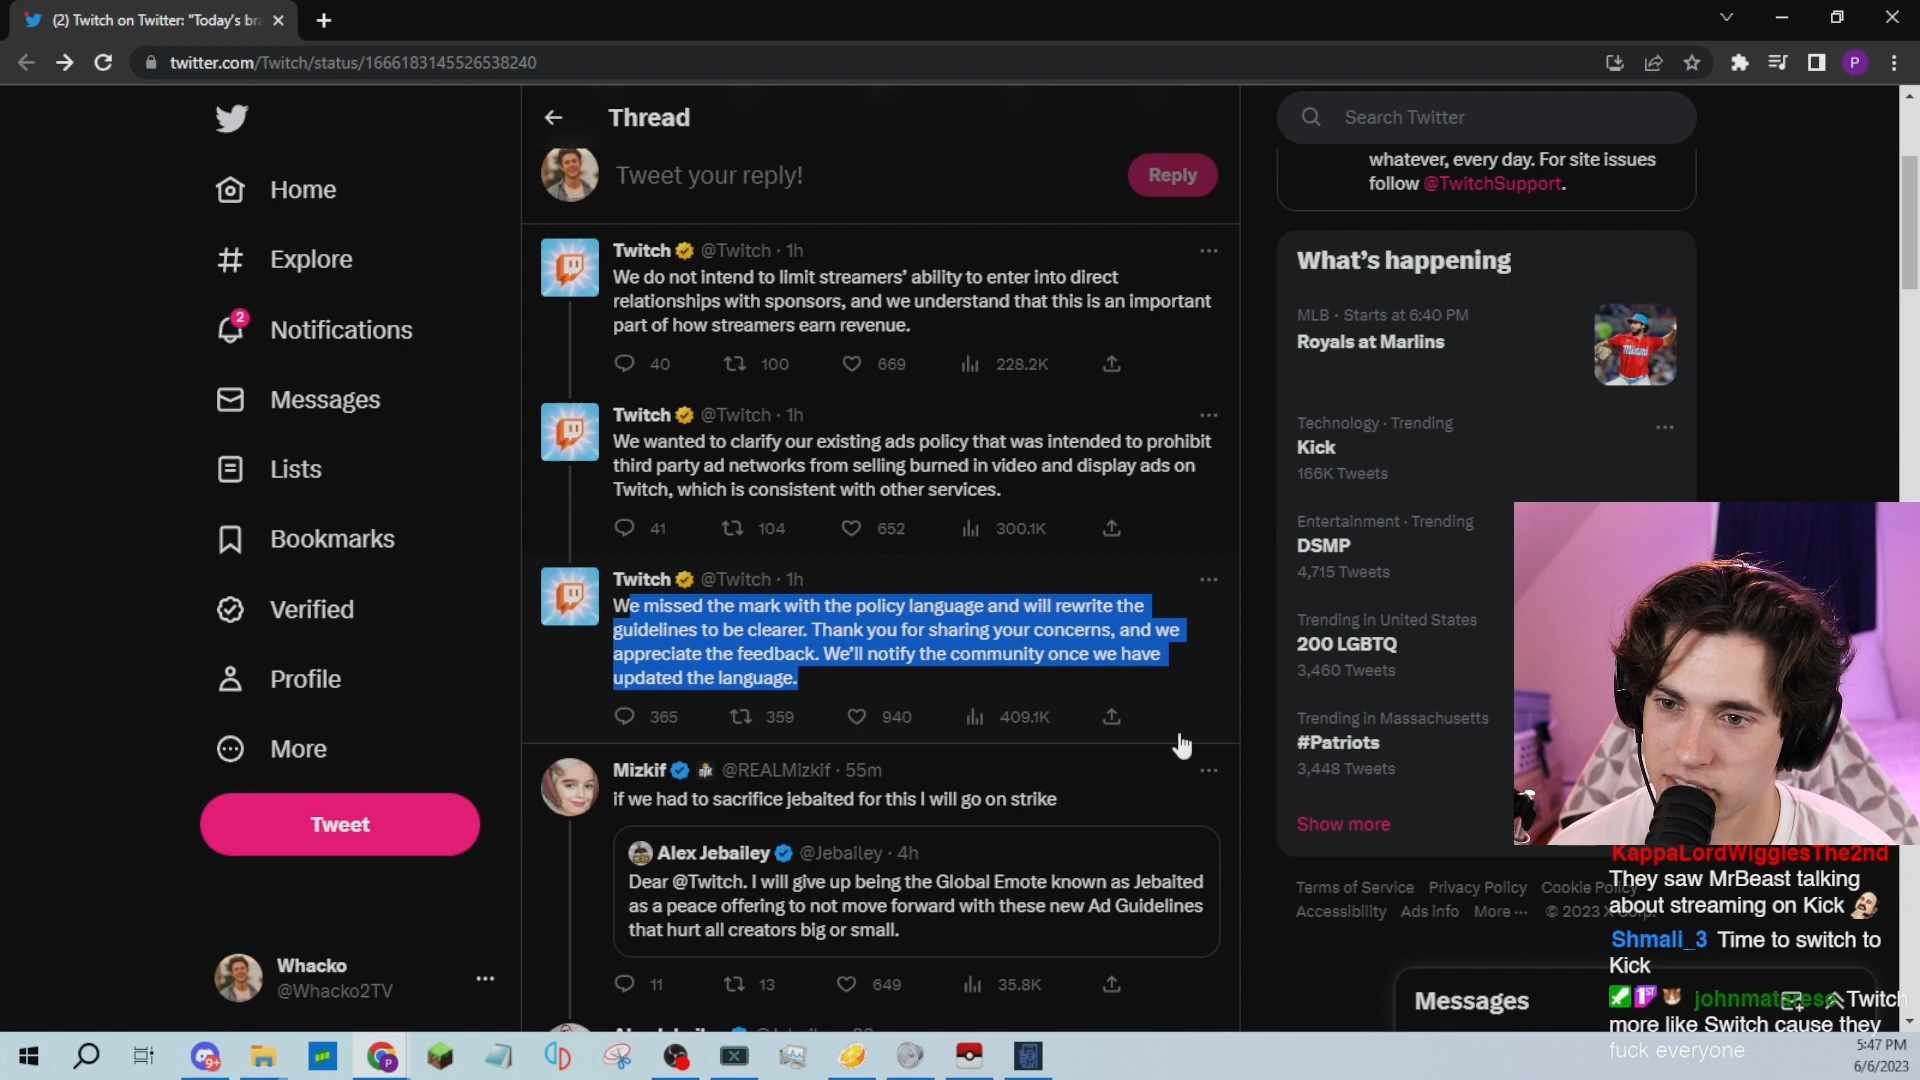 (2) Twitch on Twitter: "Today's bra
twitter.com/Twitch/status/1666183145526538240
P
Home
Explore
2
Notifications
Messages
Lists
Bookmarks
Verified
Profile
More
Tweet
Whacko
@Whacko2TV
Thread
Tweet your reply!
Reply
Twitch @Twitch · 1h
We do not intend to limit streamers' ability to enter into direct
relationships with sponsors, and we understand that this is an important
part of how streamers earn revenue.
40 100 669 228.2K
Twitch @Twitch · 1h
We wanted to clarify our existing ads policy that was intended to prohibit
third party ad networks from selling burned in video and display ads on
Twitch, which is consistent with other services.
41 104 652 300.1K
Twitch @Twitch · 1h
We missed the mark with the policy language and will rewrite the
guidelines to be clearer. Thank you for sharing your concerns, and we
appreciate the feedback. We'll notify the community once we have
updated the language.
365 359 940 409.1K
Mizkif @REALMizkif · 55m
if we had to sacrifice jebaited for this I will go on strike
Alex Jebailey @Jebailey · 4h
Dear @Twitch. I will give up being the Global Emote known as Jebaited
as a peace offering to not move forward with these new Ad Guidelines
that hurt all creators big or small.
11 13 649 35.8K
Search Twitter
whatever, every day. For site issues
follow @TwitchSupport.
What's happening
MLB · Starts at 6:40 PM
Royals at Marlins
Technology · Trending
Kick
166K Tweets
Entertainment · Trending
DSMP
4,715 Tweets
Trending in United States
200 LGBTQ
3,460 Tweets
Trending in Massachusetts
#Patriots
3,448 Tweets
Show more
Terms of Service Privacy Policy Cookie Policy
Accessibility Ads info More © 2023 X Corp.
Messages
KappaLordWigglesThe2nd
They saw MrBeast talking
about streaming on Kick
Shmali_3 Time to switch to
Kick
Twitch
more like Switch cause they
fuck everyone
9+
5:47 PM
6/6/2023